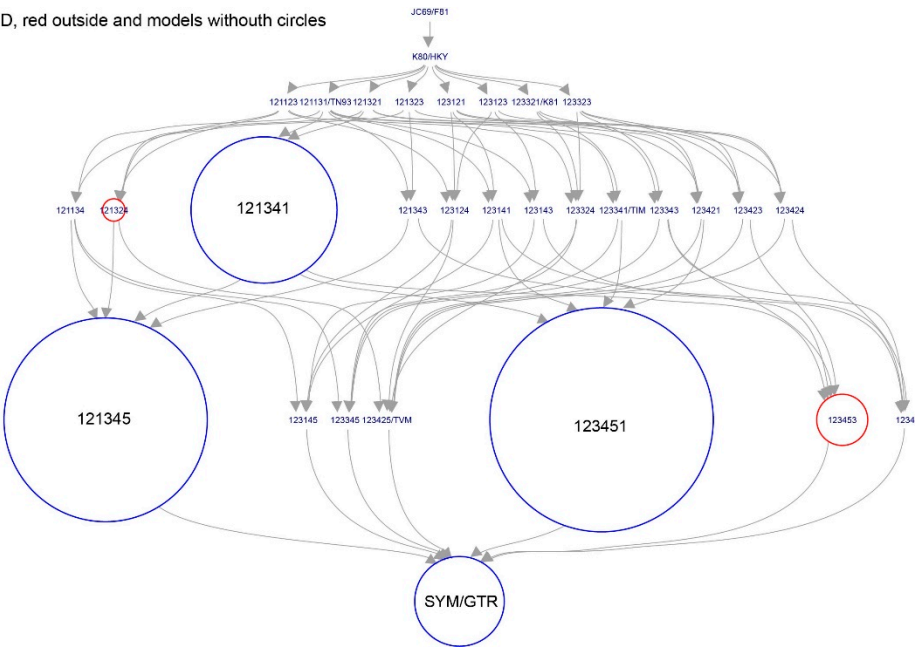 D, red outside and models withouth circles
JC69/F81
K80/HKY
121123 121131/TN93 121321 121323 123121 123123 123321/K81 123323
121134 121324 121341 121343 123124 123141 123143 123324 123341/TIM 123343 123421 123423 123424
121345 123145 123345 123425/TVM 123451 123453 1234
SYM/GTR